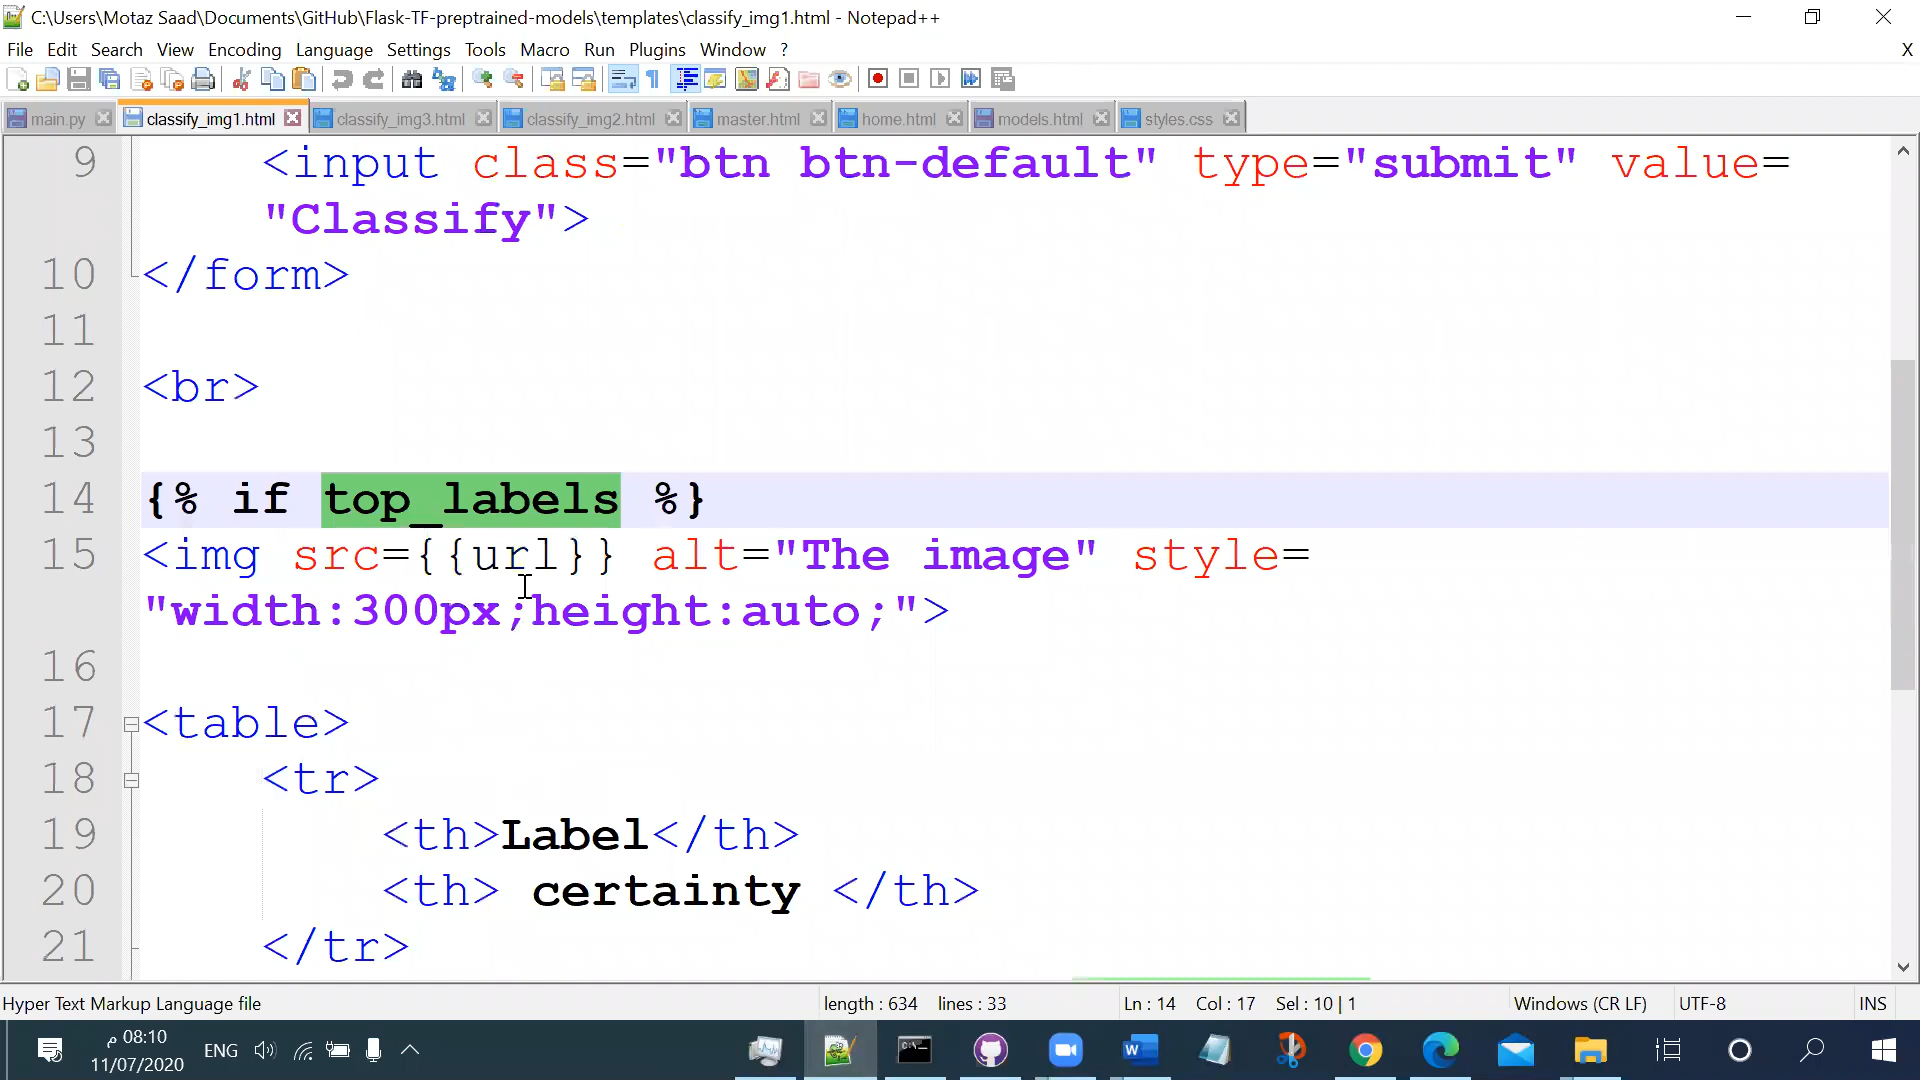 C:\Users\Motaz Saad\Documents\GitHub\Flask-TF-preptrained-models\templates\classify_img1.html - Notepad++
File Edit Search View Encoding Language Settings Tools Macro Run Plugins Window ? X
main.py classify_img1.html classify_img3.html classify_img2.html master.html home.html models.html styles.css
9 <input class="btn btn-default" type="submit" value=
"Classify">
10 </form>
11
12 <br>
13
14 {% if top_labels %}
15 <img src={{url}} alt="The image" style=
"width:300px;height:auto;">
16
17 <table>
18 <tr>
19 <th>Label</th>
20 <th> certainty </th>
21 </tr>
Hyper Text Markup Language file length : 634 lines : 33 Ln : 14 Col : 17 Sel : 10 | 1 Windows (CR LF) UTF-8 INS
08:10 م
ENG
11/07/2020